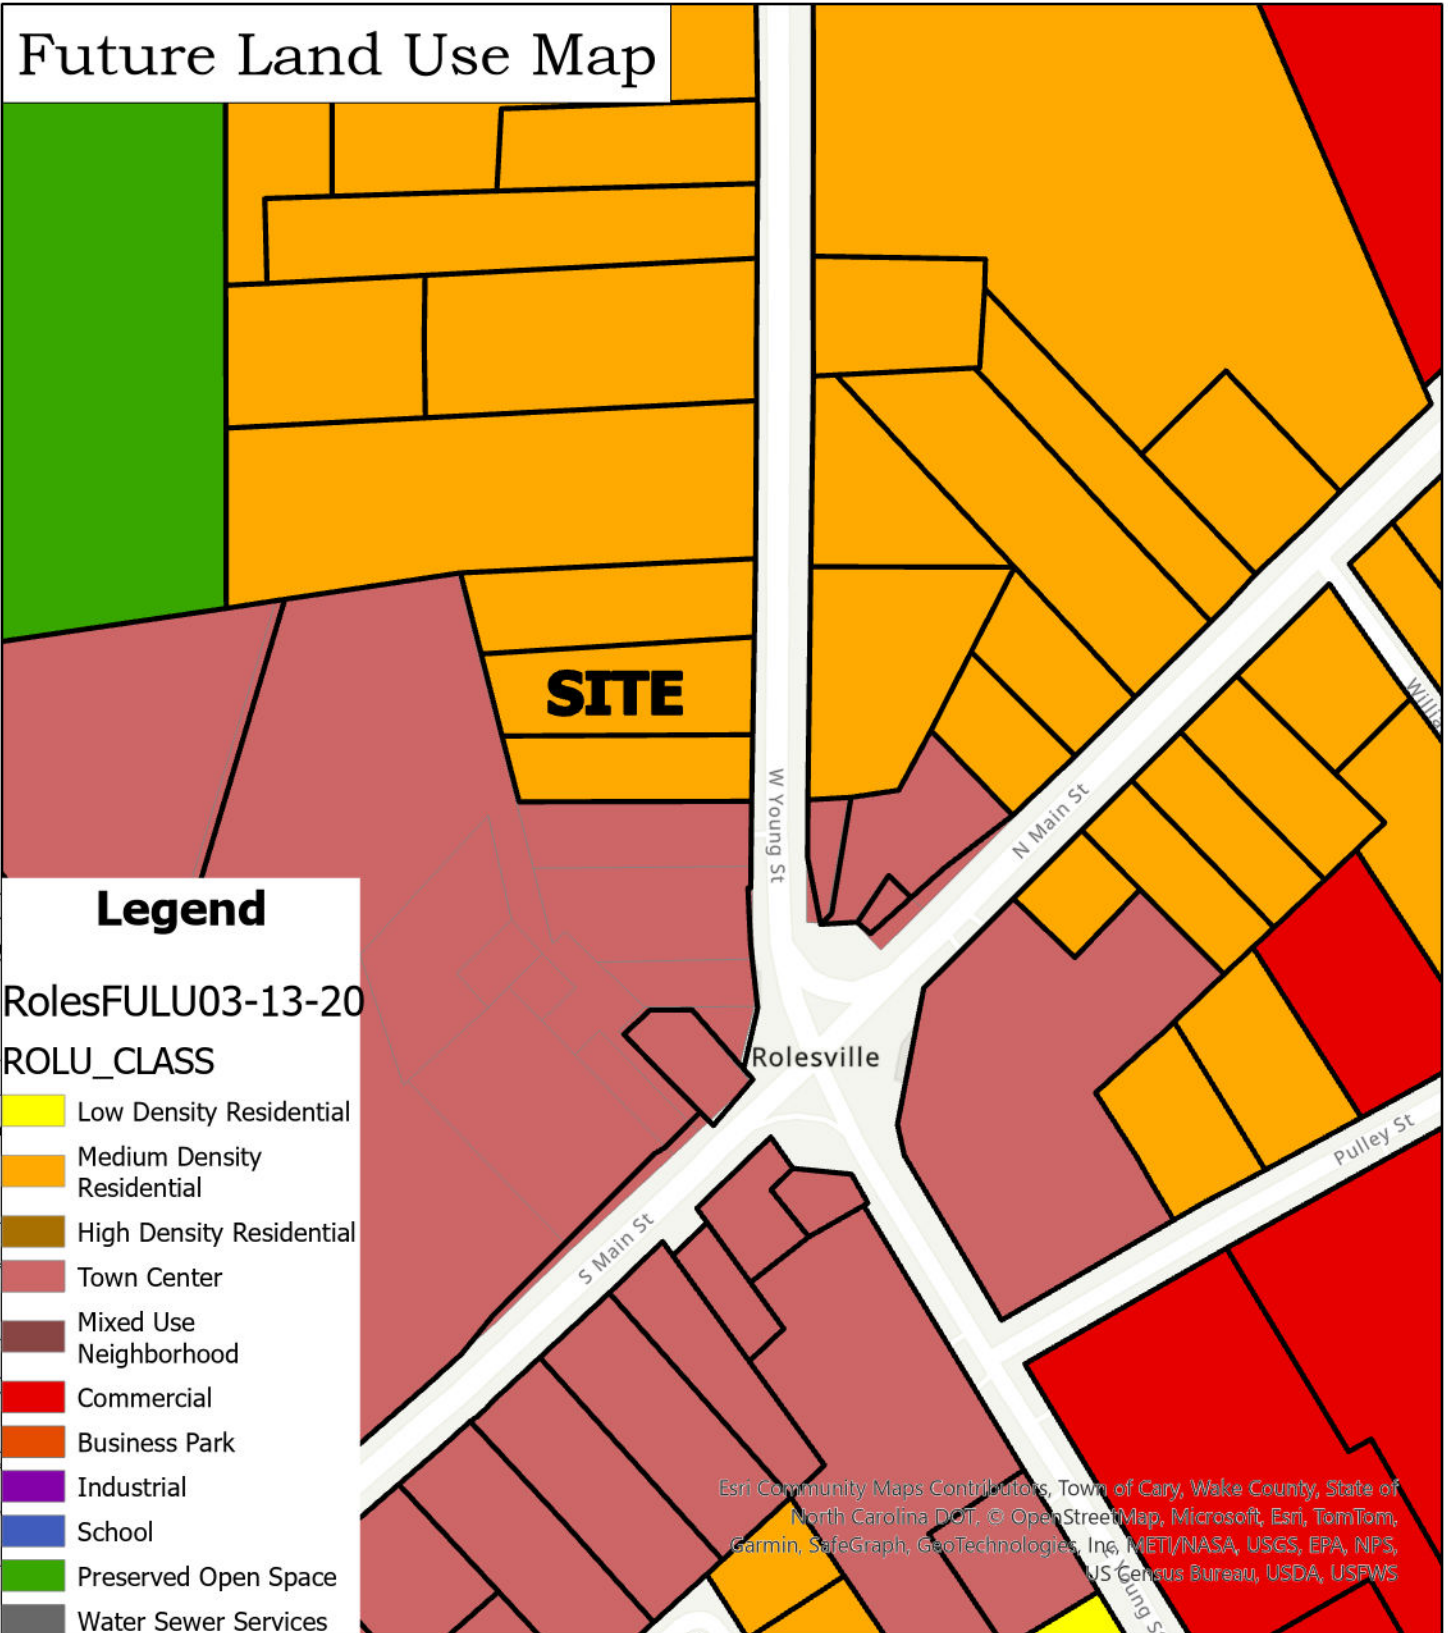 Future Land Use Map
SITE
W Young St
N Main St
Willia
Legend
RolesFULU03-13-20
ROLU_CLASS
Low Density Residential
Medium Density
Residential
High Density Residential
Town Center
Mixed Use
Neighborhood
Commercial
Business Park
Industrial
School
Preserved Open Space
Water Sewer Services
Rolesville
Pulley St
S Main St
Esri Community Maps Contributors, Town of Cary, Wake County, State of
North Carolina DOT, © OpenStreetMap, Microsoft, Esri, TomTom,
Garmin, SafeGraph, GeoTechnologies, Inc, METI/NASA, USGS, EPA, NPS,
US Census Bureau, USDA, USFWS
Young S